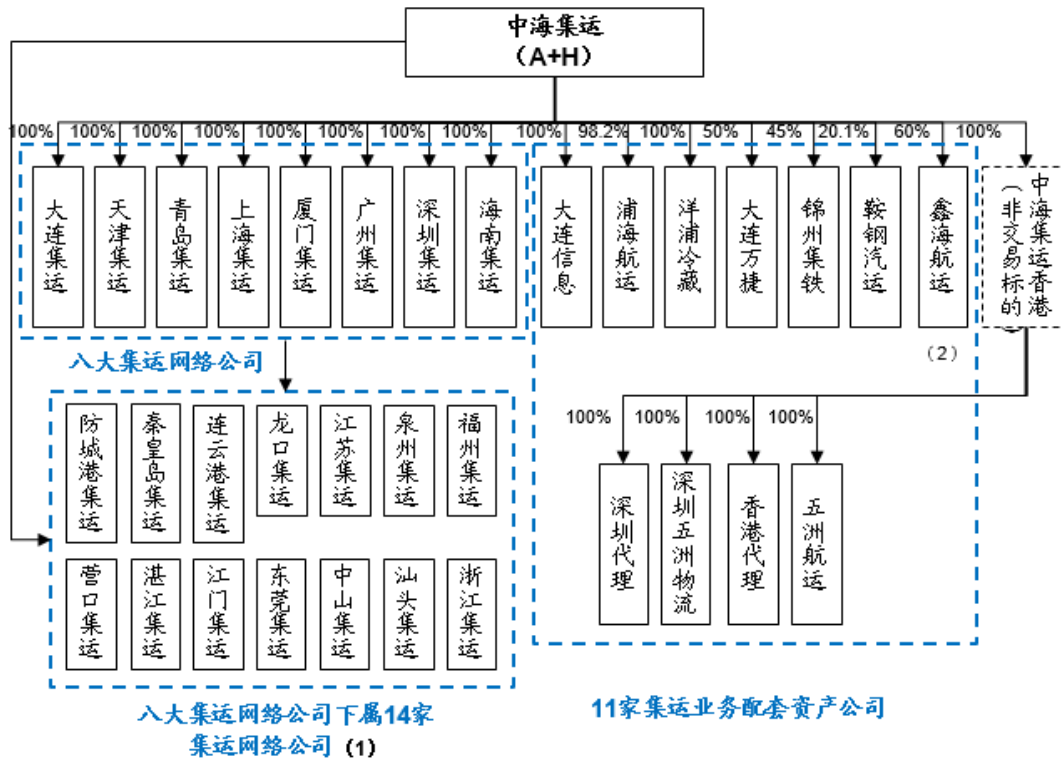 中海集运
（A+H）
100% 100% 100% 100% 100% 100% 100% 100% 100% 98.2% 100% 50% 45% 20.1% 60% 100%
大连集运
天津集运
青岛集运
上海集运
厦门集运
广州集运
深圳集运
海南集运
大连信息
浦海航运
洋浦冷藏
大连万捷
锦州集铁
鞍钢汽运
鑫海航运
中海集运香港
（非交易标的）
八大集运网络公司
（2）
防城港集运
秦皇岛集运
连云港集运
龙口集运
江苏集运
泉州集运
福州集运
100% 100% 100% 100%
深圳代理
深圳五洲物流
香港代理
五洲航运
营口集运
湛江集运
江门集运
东莞集运
中山集运
汕头集运
浙江集运
八大集运网络公司下属14家
集运网络公司（1）
11家集运业务配套资产公司